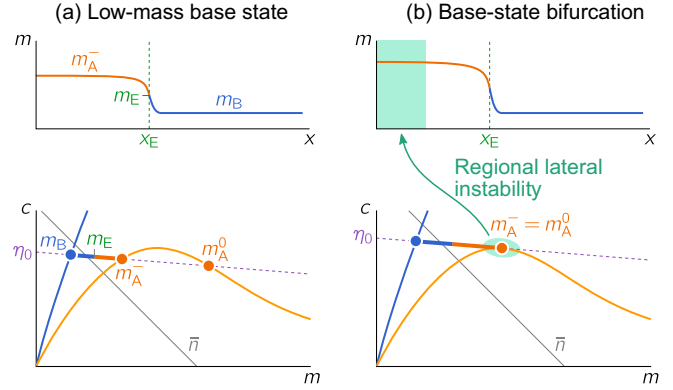 (a) Low-mass base state
(b) Base-state bifurcation
m
m_A^−
m_E
m_B
x_E
x
m
x_E
x
Regional lateral
instability
c
η_0
m_B
m_E
m_A^−
m_A^0
n̅
m
c
η_0
m_A^− = m_A^0
n̅
m